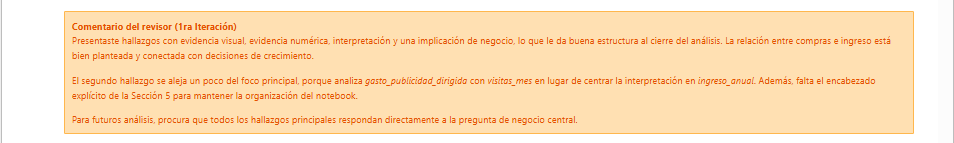 Comentario del revisor (1ra Iteración)
Presentaste hallazgos con evidencia visual, evidencia numérica, interpretación y una implicación de negocio, lo que le da buena estructura al cierre del análisis. La relación entre compras e ingreso está
bien planteada y conectada con decisiones de crecimiento.
El segundo hallazgo se aleja un poco del foco principal, porque analiza gasto_publicidad_dirigida con visitas_mes en lugar de centrar la interpretación en ingreso_anual. Además, falta el encabezado
explícito de la Sección 5 para mantener la organización del notebook.
Para futuros análisis, procura que todos los hallazgos principales respondan directamente a la pregunta de negocio central.